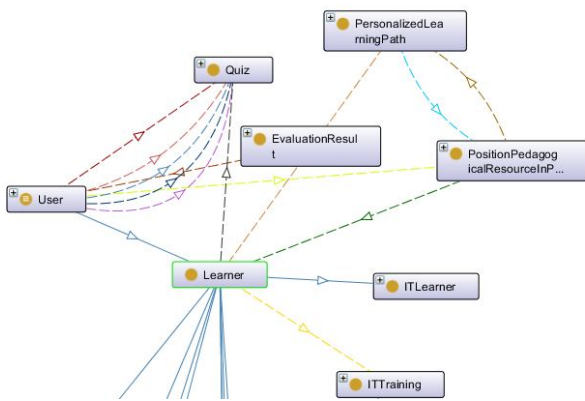 PersonalizedLea
rningPath
Quiz
EvaluationResul
t
PositionPedagog
icalResourceInP...
User
Learner
ITLearner
ITTraining